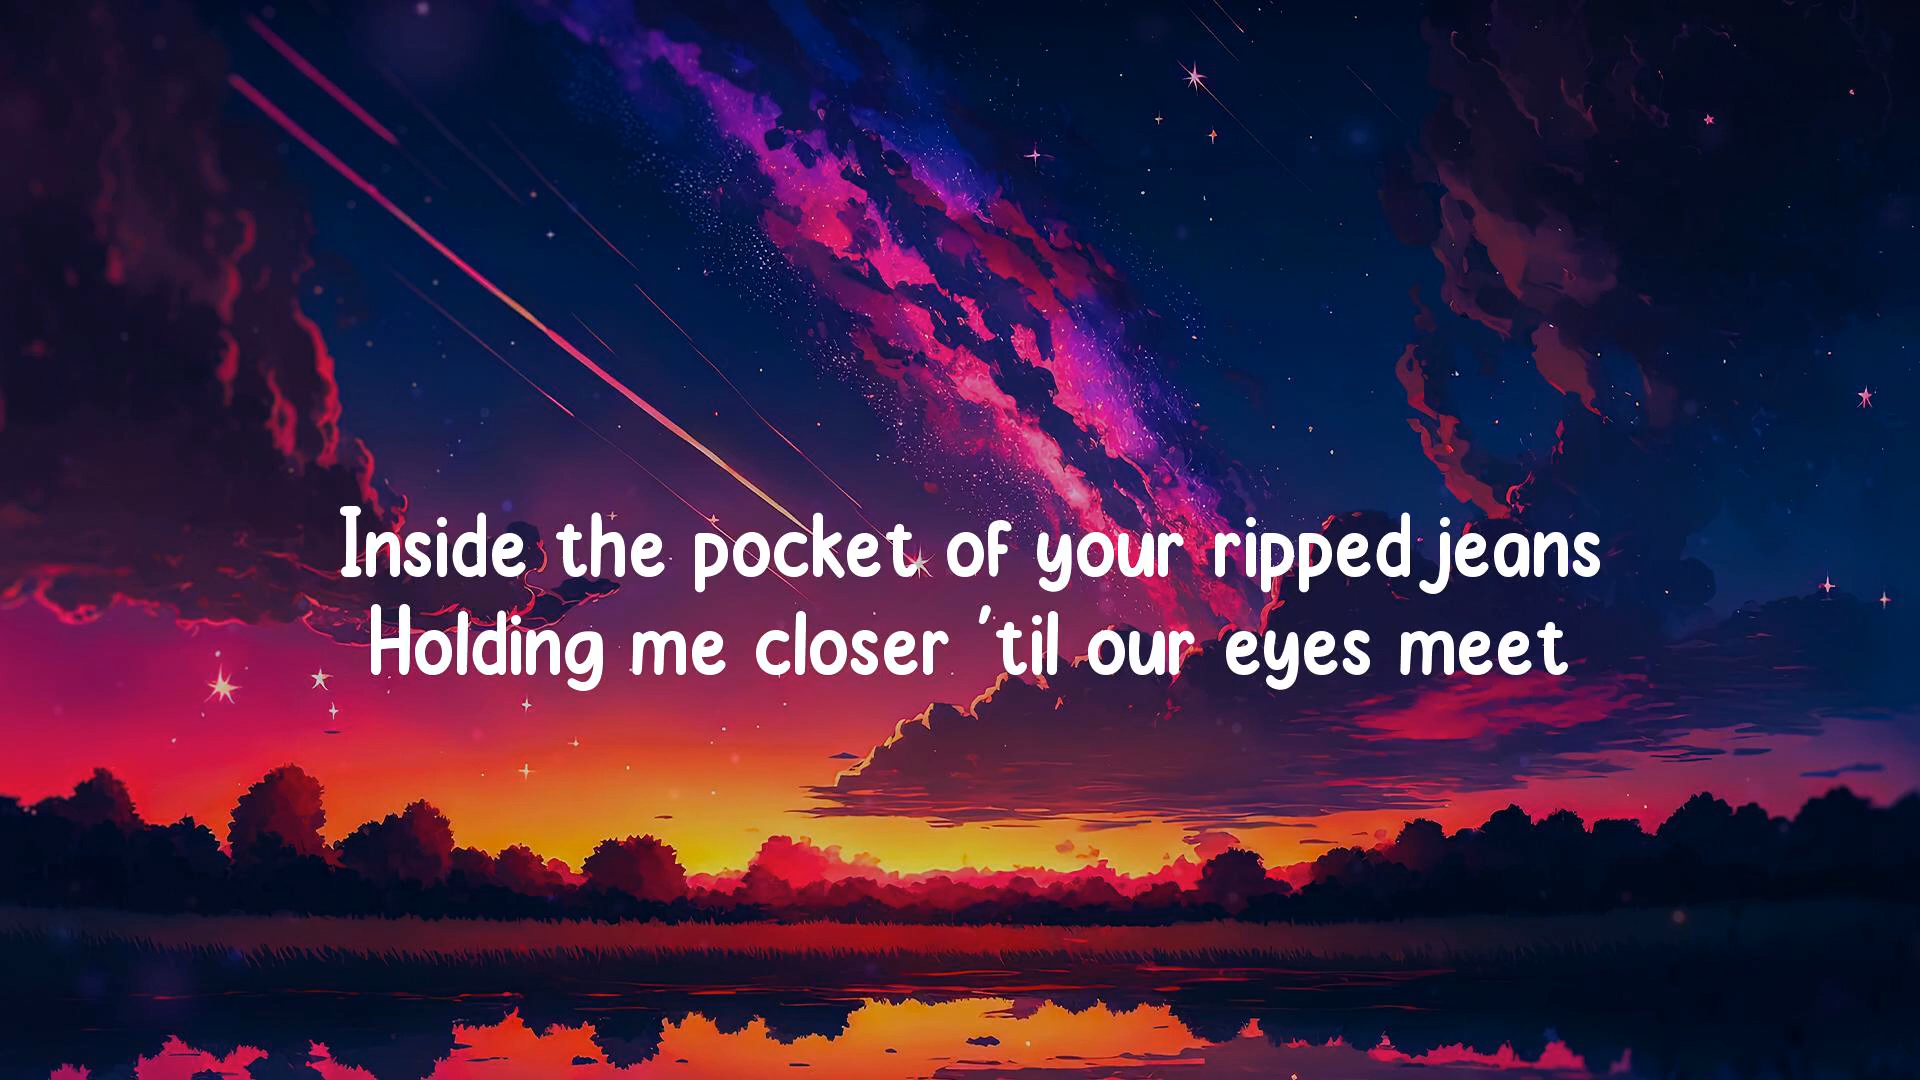 Inside the pocket of your ripped jeans
Holding me closer 'til our eyes meet